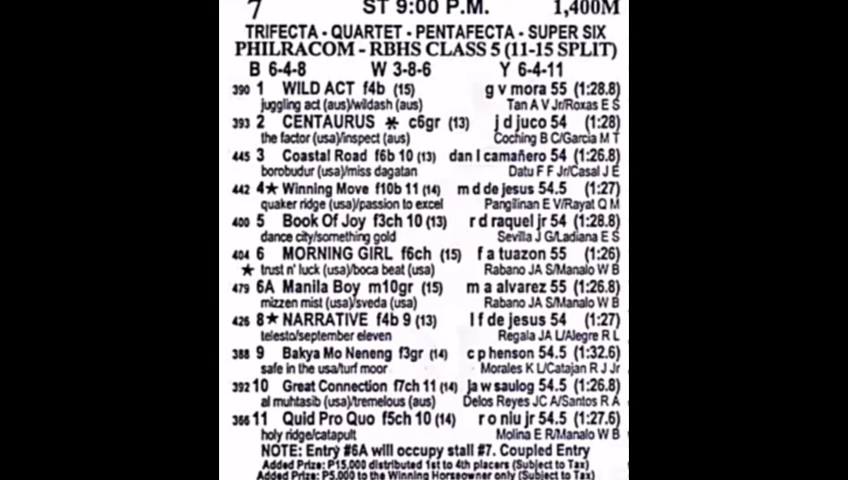 7 ST 9:00 P.M. 1,400M
TRIFECTA - QUARTET - PENTAFECTA - SUPER SIX
PHILRACOM - RBHS CLASS 5 (11-15 SPLIT)
B 6-4-8 W 3-8-6 Y 6-4-11
390 1 WILD ACT f4b (15) g v mora 55 (1:28.8)
juggling act (aus)/wildash (aus) Tan A V Jr/Roxas E S
393 2 CENTAURUS * c6gr (13) j d juco 54 (1:28)
the factor (usa)/inspect (aus) Coching B C/Garcia M T
445 3 Coastal Road f6b 10 (13) dan l camañero 54 (1:26.8)
borobudur (usa)/miss dagatan Datu F F Jr/Casal J E
442 4★ Winning Move f10b 11 (14) m d de jesus 54.5 (1:27)
quaker ridge (usa)/passion to excel Pangilinan E V/Rayat Q M
400 5 Book Of Joy f3ch 10 (13) r d raquel jr 54 (1:28.8)
dance city/something gold Sevilla J G/Ladiana E S
404 6 MORNING GIRL f6ch (15) f a tuazon 55 (1:26)
★ trust n' luck (usa)/boca beat (usa) Rabano JA S/Manalo W B
479 6A Manila Boy m10gr (15) m a alvarez 55 (1:26.8)
mizzen mist (usa)/sveda (usa) Rabano JA S/Manalo W B
426 8★ NARRATIVE f4b 9 (13) l f de jesus 54 (1:27)
telesto/september eleven Regala JA L/Alegre R L
388 9 Bakya Mo Neneng f3gr (14) c p henson 54.5 (1:32.6)
safe in the usa/turf moor Morales K L/Catajan R J Jr
392 10 Great Connection f7ch 11 (14) ja w saulog 54.5 (1:26.8)
al muhtasib (usa)/tremelous (aus) Delos Reyes JC A/Santos R A
366 11 Quid Pro Quo f5ch 10 (14) r o niu jr 54.5 (1:27.6)
holy ridge/catapult Molina E R/Manalo W B
NOTE: Entry #6A will occupy stall #7. Coupled Entry
Added Prize: P15,000 distributed 1st to 4th placers (Subject to Tax)
Added Prize: P5,000 to the Winning Horseowner only (Subject to Tax)